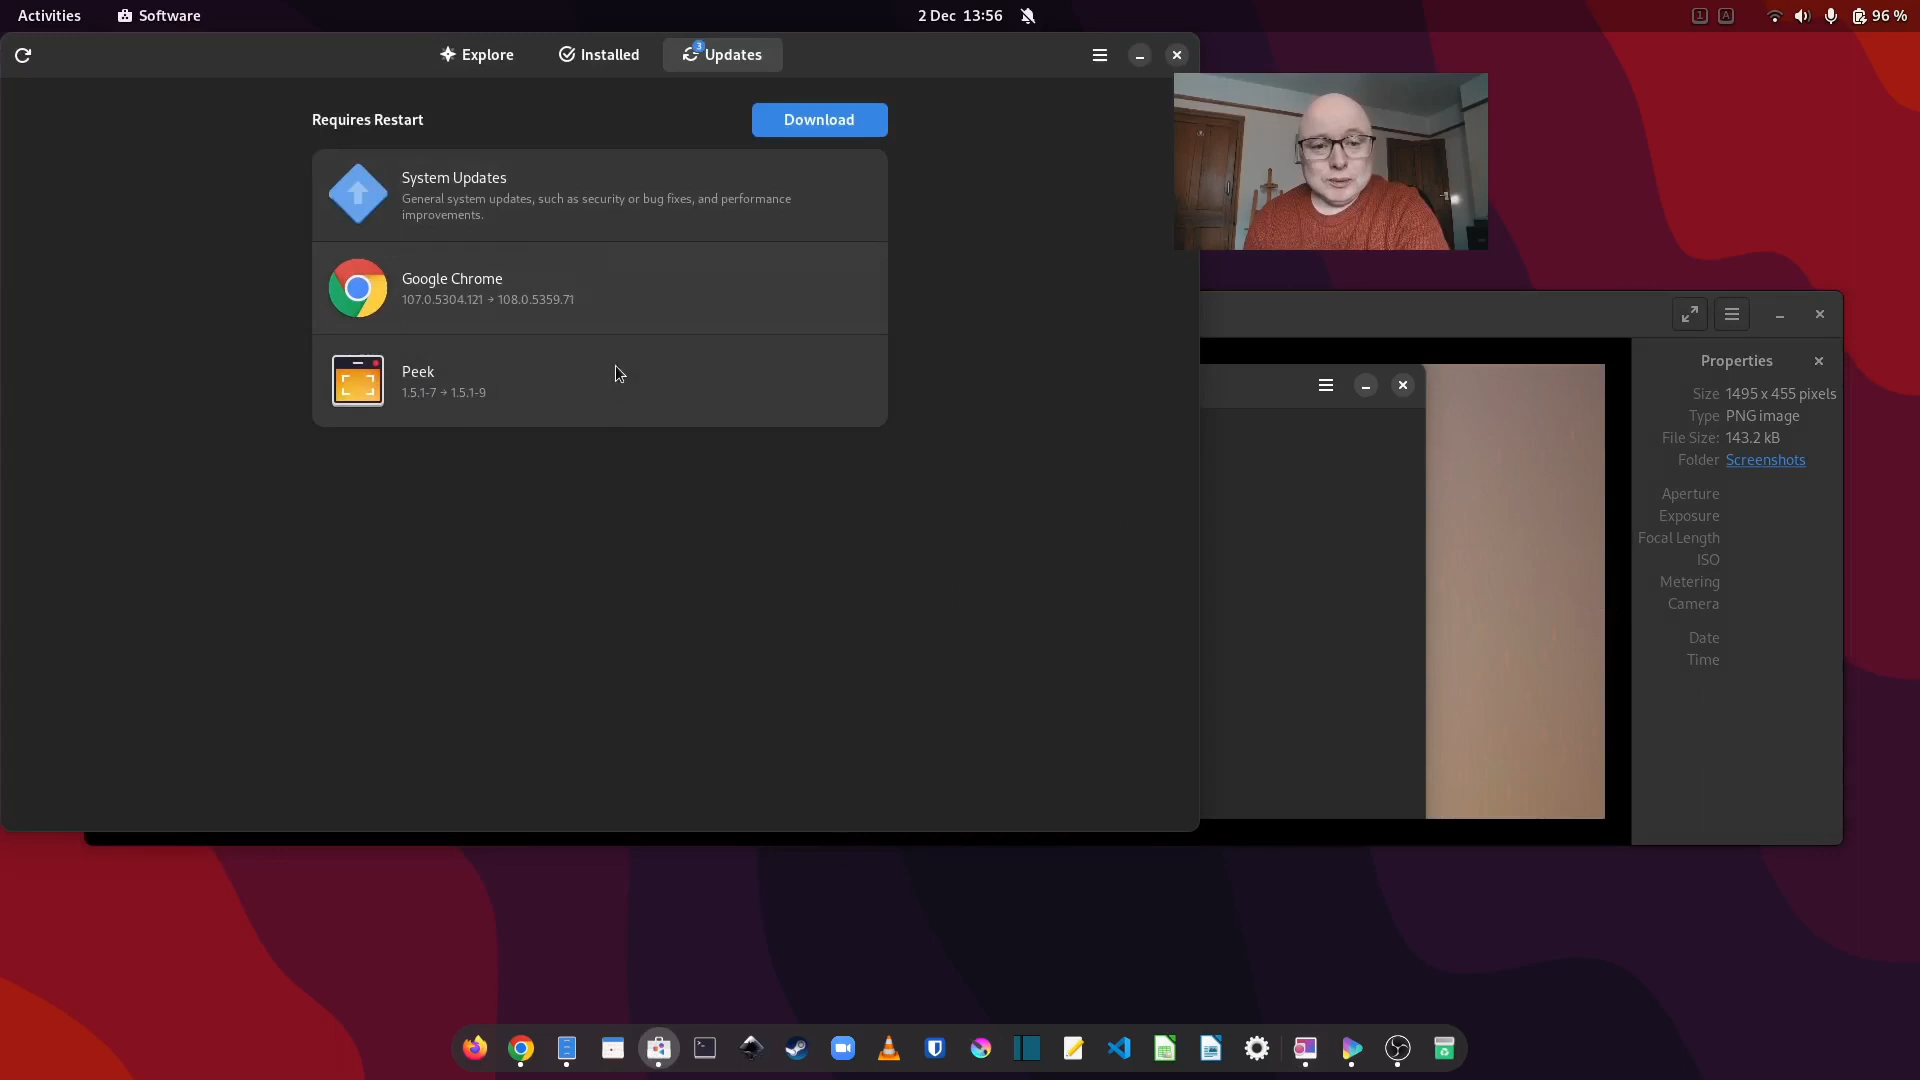 Activities
Software
2 Dec 13:56
1
A
96 %
Explore
Installed
3
Updates
Requires Restart
Download
System Updates
General system updates, such as security or bug fixes, and performance
improvements.
Google Chrome
107.0.5304.121 → 108.0.5359.71
Peek
1.5.1-7 → 1.5.1-9
Properties
Size 1495 x 455 pixels
Type PNG image
File Size: 143.2 kB
Folder Screenshots
Aperture
Exposure
Focal Length
ISO
Metering
Camera
Date
Time